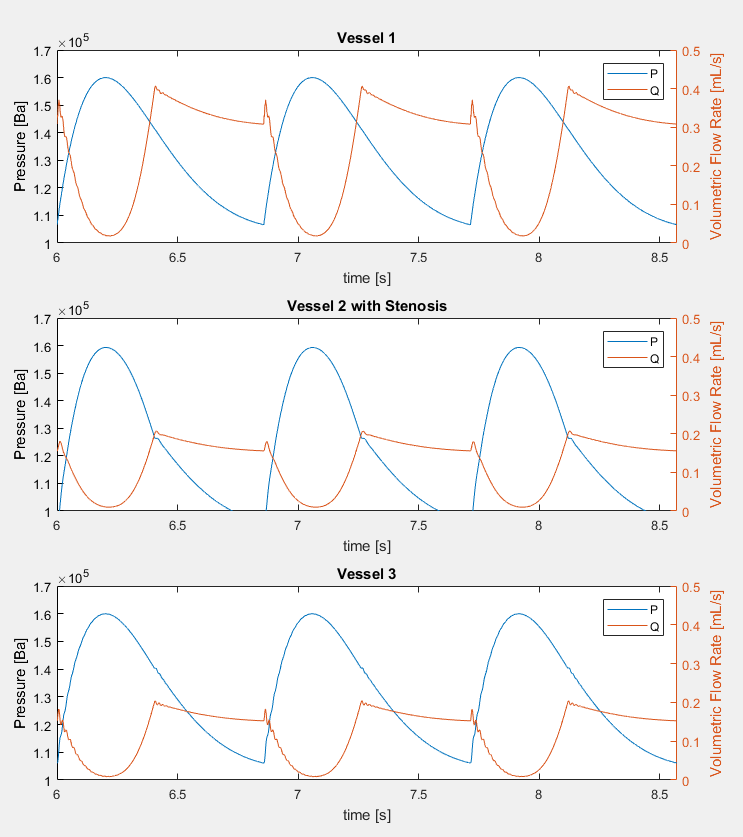 Vessel 1
×10^5
1.7
1.6
1.5
1.4
1.3
1.2
1.1
1
Pressure [Ba]
6 6.5 7 7.5 8 8.5
time [s]
0.5
0.4
0.3
0.2
0.1
0
Volumetric Flow Rate [mL/s]
P
Q
Vessel 2 with Stenosis
×10^5
1.7
1.6
1.5
1.4
1.3
1.2
1.1
1
Pressure [Ba]
6 6.5 7 7.5 8 8.5
time [s]
0.5
0.4
0.3
0.2
0.1
0
Volumetric Flow Rate [mL/s]
P
Q
Vessel 3
×10^5
1.7
1.6
1.5
1.4
1.3
1.2
1.1
1
Pressure [Ba]
6 6.5 7 7.5 8 8.5
time [s]
0.5
0.4
0.3
0.2
0.1
0
Volumetric Flow Rate [mL/s]
P
Q